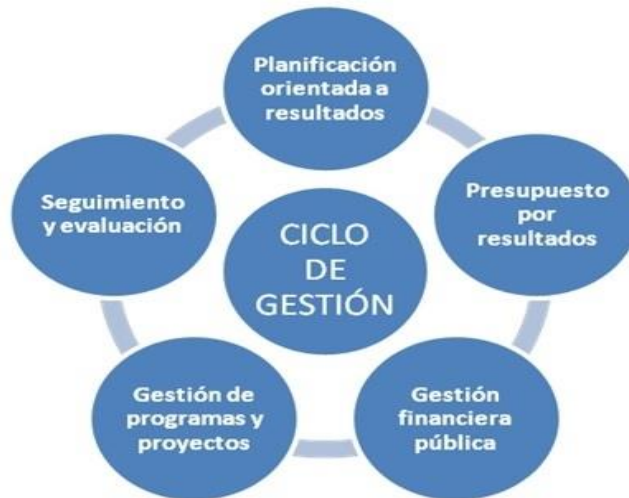 Planificación
orientada a
resultados
Presupuesto
por
resultados
Gestión
financiera
pública
Gestión de
programas y
proyectos
Seguimiento
y evaluación
CICLO
DE
GESTIÓN